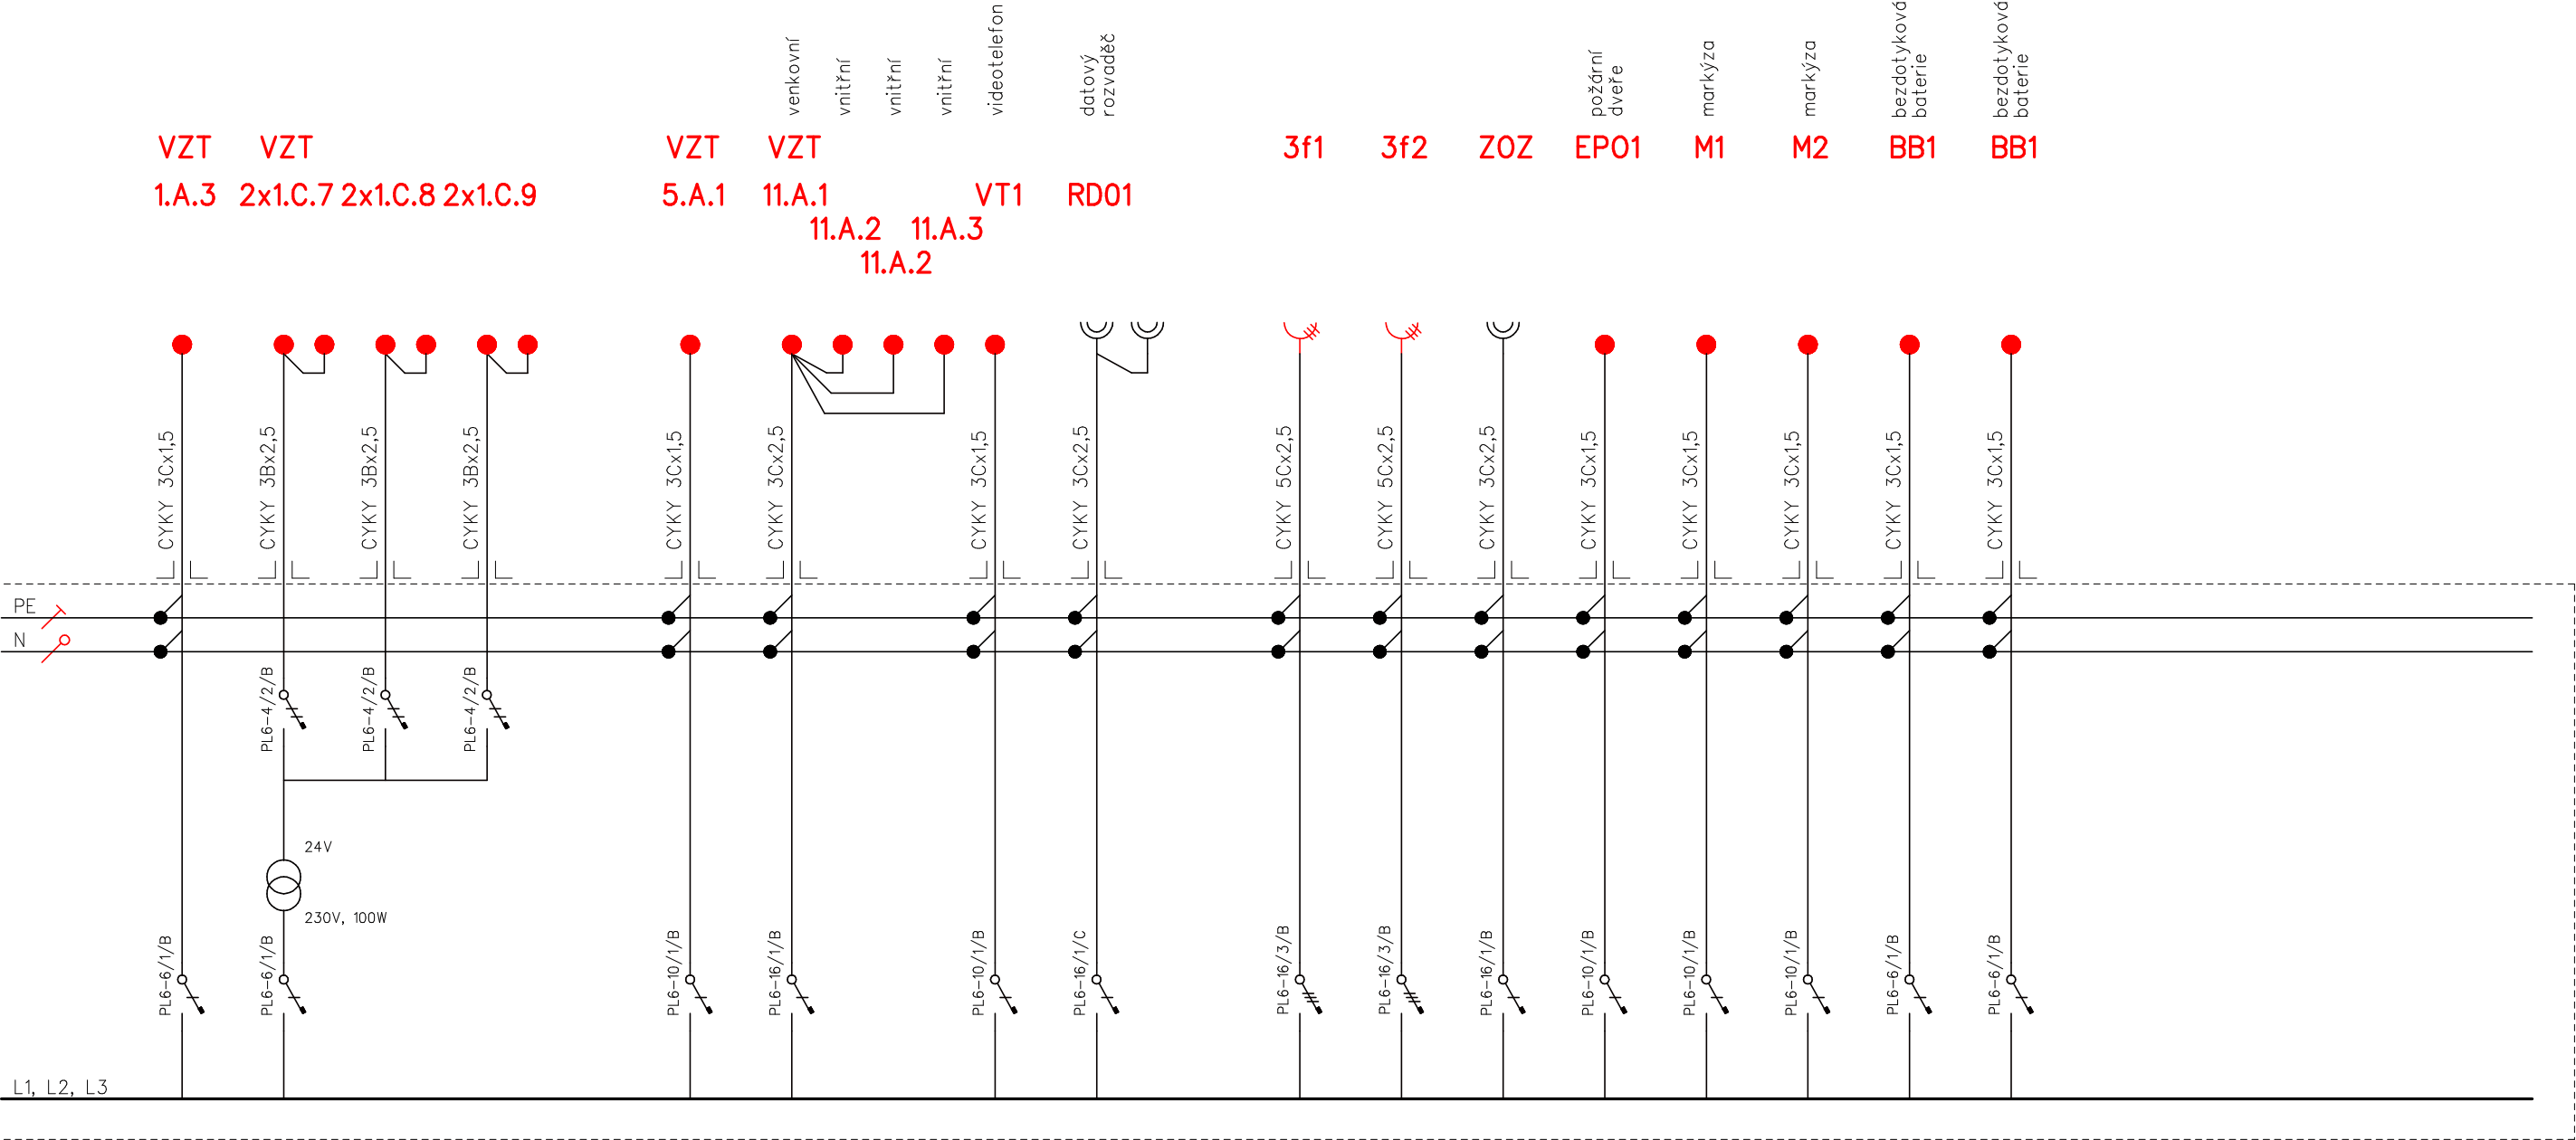 venkovní
vnitřní
vnitřní
vnitřní
videotelefon
datový
rozvaděč
požární
dveře
markýza
markýza
bezdotyková
baterie
bezdotyková
baterie
VZT
VZT
VZT
VZT
3f1
3f2
ZOZ
EPO1
M1
M2
BB1
BB1
1.A.3
2x1.C.7
2x1.C.8
2x1.C.9
5.A.1
11.A.1
VT1
RD01
11.A.2
11.A.3
11.A.2
CYKY 3Cx1,5
CYKY 3Bx2,5
CYKY 3Bx2,5
CYKY 3Bx2,5
CYKY 3Cx1,5
CYKY 3Cx2,5
CYKY 3Cx1,5
CYKY 3Cx2,5
CYKY 5Cx2,5
CYKY 5Cx2,5
CYKY 3Cx2,5
CYKY 3Cx1,5
CYKY 3Cx1,5
CYKY 3Cx1,5
CYKY 3Cx1,5
CYKY 3Cx1,5
PE
N
PL6-4/2/B
PL6-4/2/B
PL6-4/2/B
24V
230V, 100W
PL6-6/1/B
PL6-6/1/B
PL6-10/1/B
PL6-16/1/B
PL6-10/1/B
PL6-16/1/C
PL6-16/3/B
PL6-16/3/B
PL6-16/1/B
PL6-10/1/B
PL6-10/1/B
PL6-10/1/B
PL6-6/1/B
PL6-6/1/B
L1, L2, L3